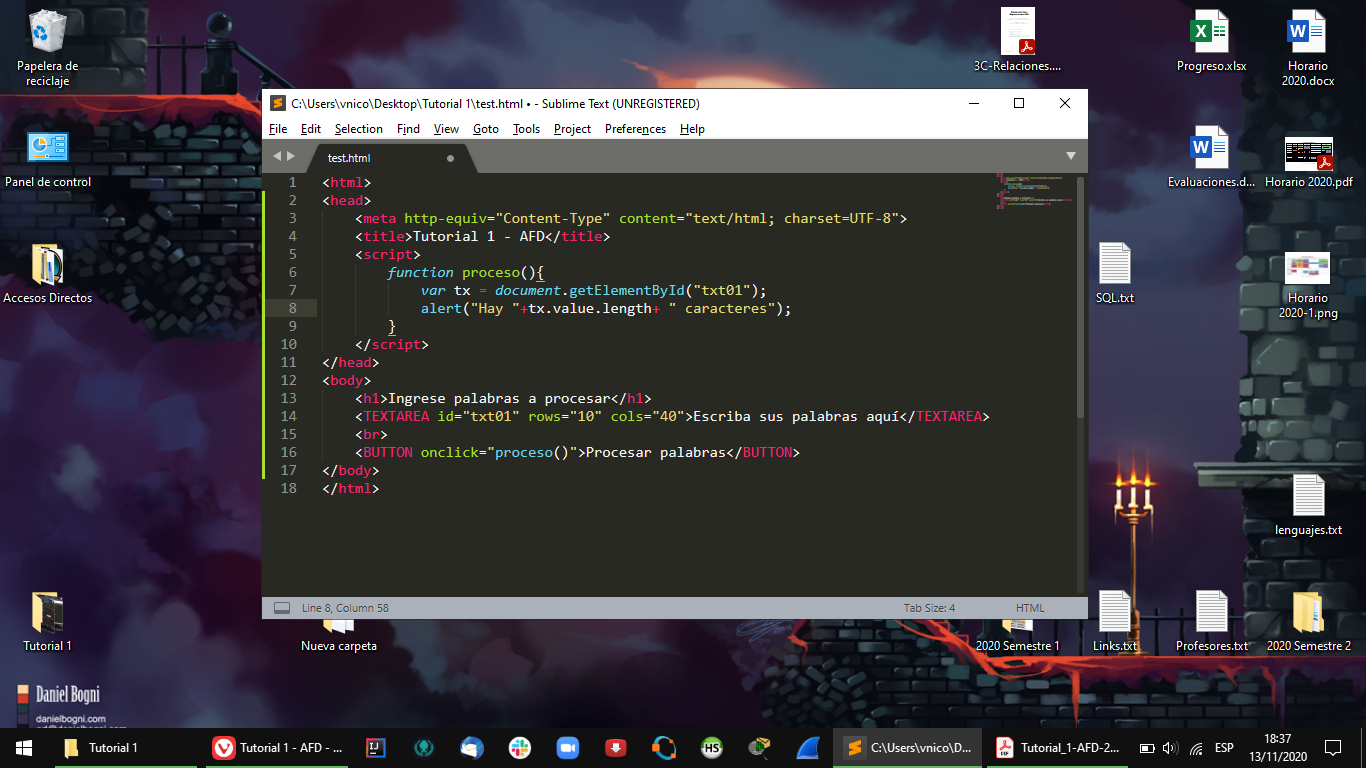 Papelera de
reciclaje
3C-Relaciones....
Progreso.xlsx
Horario
2020.docx
C:\Users\vnico\Desktop\Tutorial 1\test.html • - Sublime Text (UNREGISTERED)
File Edit Selection Find View Goto Tools Project Preferences Help
test.html
Panel de control
Evaluaciones.d...
Horario 2020.pdf
Accesos Directos
SQL.txt
Horario
2020-1.png
1 <html>
2 <head>
3 <meta http-equiv="Content-Type" content="text/html; charset=UTF-8">
4 <title>Tutorial 1 - AFD</title>
5 <script>
6 function proceso(){
7 var tx = document.getElementById("txt01");
8 alert("Hay "+tx.value.length+ " caracteres");
9 }
10 </script>
11 </head>
12 <body>
13 <h1>Ingrese palabras a procesar</h1>
14 <TEXTAREA id="txt01" rows="10" cols="40">Escriba sus palabras aquí</TEXTAREA>
15 <br>
16 <BUTTON onclick="proceso()">Procesar palabras</BUTTON>
17 </body>
18 </html>
lenguajes.txt
Line 8, Column 58 Tab Size: 4 HTML
Tutorial 1
Nueva carpeta
2020 Semestre 1
Links.txt
Profesores.txt
2020 Semestre 2
Daniel Bogni
danielbogni.com
Tutorial 1
Tutorial 1 - AFD - ...
IJ
HS
C:\Users\vnico\D...
Tutorial_1-AFD-2...
ESP
18:37
13/11/2020